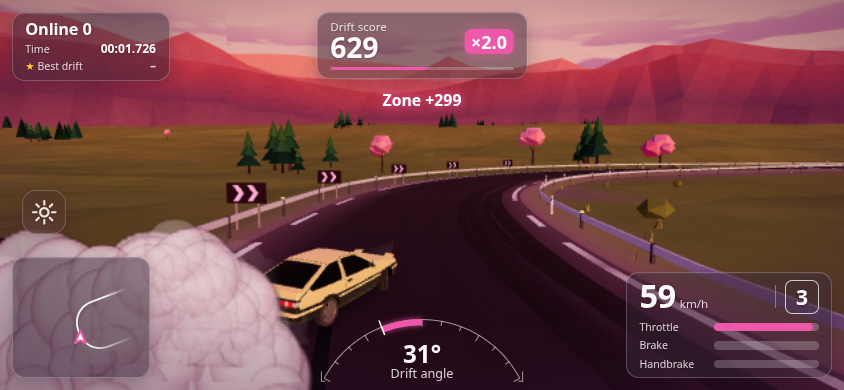 Online 0
Time 00:01.726
★ Best drift –
Drift score
629
×2.0
Zone +299
31°
Drift angle
59 km/h
3
Throttle
Brake
Handbrake